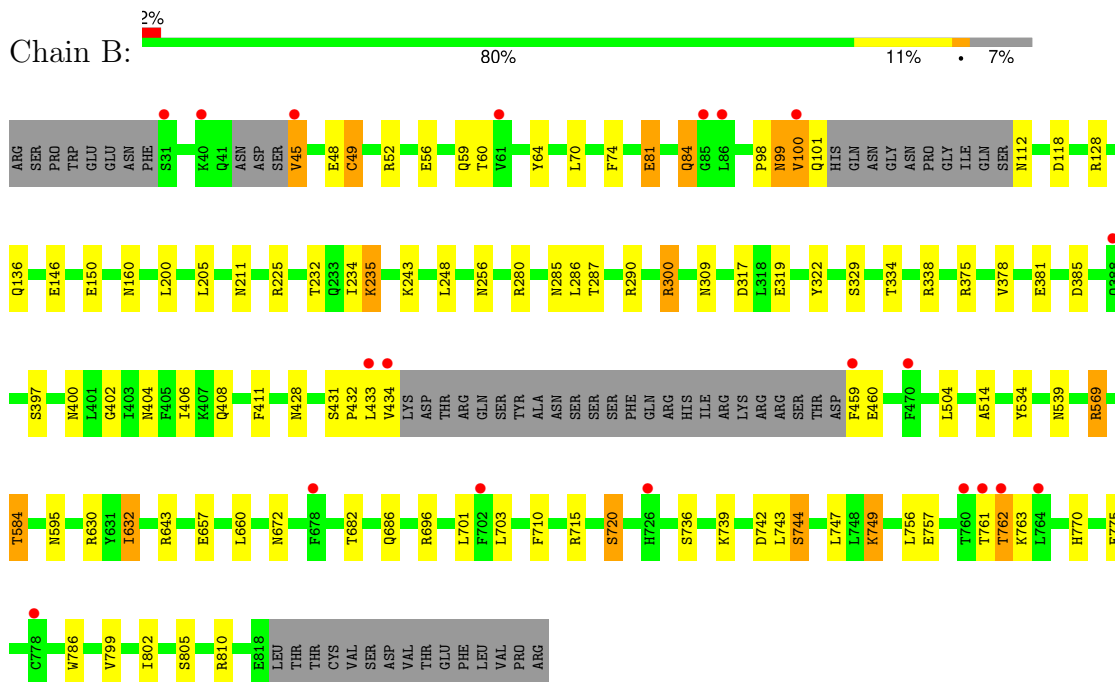 2%
Chain B:
80% 11% • 7%
ARG SER PRO TRP GLU GLU ASN PHE S31 K40 Q41 ASN ASP SER V45 E48 C49 R52 E56 Q59 T60 V61 Y64 L70 F74 E81 Q84 G85 L86 P98 N99 V100 Q101 HIS GLN ASN GLY ASN PRO GLY ILE GLN SER N112 D118 R128
Q136 E146 E150 N160 L200 L205 N211 R225 T232 Q233 I234 K235 K243 L248 N256 R280 N285 L286 T287 R290 R300 N309 D317 L318 E319 Y322 S329 T334 R338 R375 V378 E381 D385
S397 N400 L401 G402 I403 N404 F405 I406 K407 Q408 F411 N428 S431 P432 L433 V434 LYS ASP THR ARG GLN SER TYR ALA ASN SER SER SER PHE GLN ARG HIS ILE ARG LYS ARG ARG SER THR ASP F459 E460 F470 L504 A514 Y534 N539 R569
T584 N595 R630 Y631 I632 R643 E657 L660 N672 F678 T682 Q686 R696 L701 F702 L703 F710 R715 S720 H726 S736 K739 D742 L743 S744 L747 L748 K749 L756 E757 T760 T761 T762 K763 L764 H770
C778 W786 V799 I802 S805 R810 E818 LEU THR THR CYS VAL SER ASP VAL THR GLU PHE LEU VAL PRO ARG